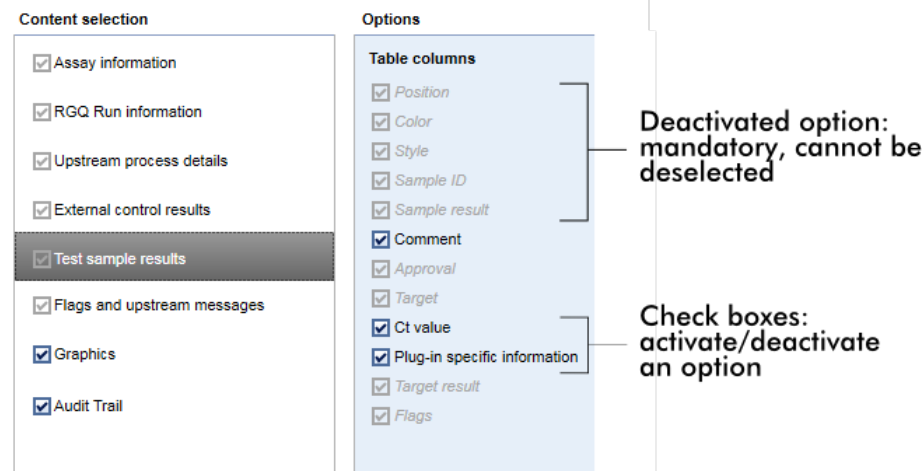 Content selection
Assay information
RGQ Run information
Upstream process details
External control results
Test sample results
Flags and upstream messages
Graphics
Audit Trail
Options
Table columns
Position
Color
Style
Sample ID
Sample result
Comment
Approval
Target
Ct value
Plug-in specific information
Target result
Flags
Deactivated option:
mandatory, cannot be
deselected
Check boxes:
activate/deactivate
an option